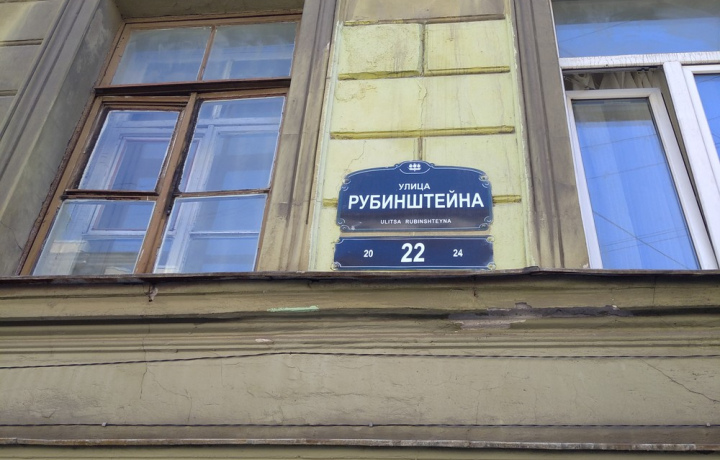 УЛИЦА
РУБИНШТЕЙНА
ULITSA RUBINSHTEYNA
20 22 24